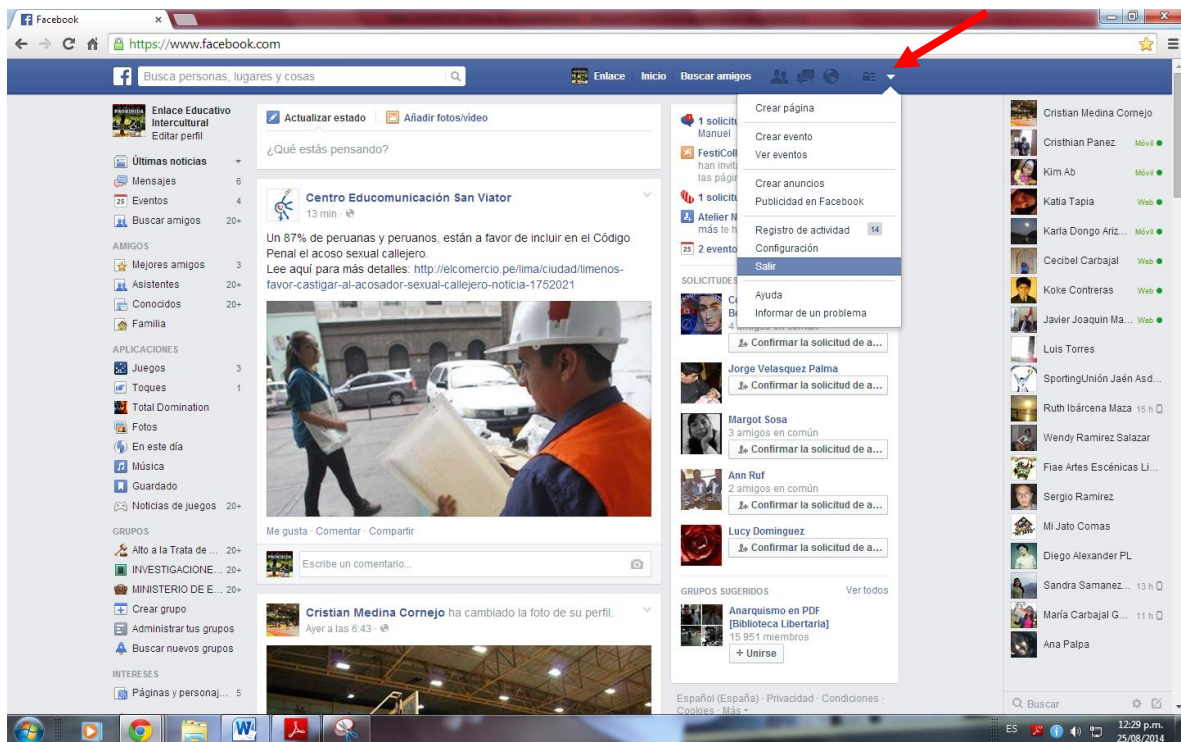 Facebook
https://www.facebook.com
Busca personas, lugares y cosas
Enlace Inicio Buscar amigos
Enlace Educativo
Intercultural
Editar perfil
Últimas noticias
Mensajes 6
Eventos 4
Buscar amigos 20+
AMIGOS
Mejores amigos 3
Asistentes 20+
Conocidos 20+
Familia
APLICACIONES
Juegos 3
Toques 1
Total Domination
Fotos
En este día
Música
Guardado
Noticias de juegos 20+
GRUPOS
Alto a la Trata de ... 20+
INVESTIGACIONE... 20+
MINISTERIO DE E... 20+
Crear grupo
Administrar tus grupos
Buscar nuevos grupos
INTERESES
Páginas y personaj... 5
Actualizar estado Añadir fotos/video
¿Qué estás pensando?
Centro Educomunicación San Viator
13 min ·
Un 87% de peruanas y peruanos, están a favor de incluir en el Código
Penal el acoso sexual callejero.
Lee aquí para más detalles: http://elcomercio.pe/lima/ciudad/limenos-
favor-castigar-al-acosador-sexual-callejero-noticia-1752021
Me gusta · Comentar · Compartir
Escribe un comentario...
Cristian Medina Cornejo ha cambiado la foto de su perfil.
Ayer a las 6:43 ·
1 solicitu
Manuel
FestiColl
han invit
las págin
1 solicit
Atelier N
más te h
25 2 evento
SOLICITUDES
4 amigos en común
Confirmar la solicitud de a...
Jorge Velasquez Palma
Confirmar la solicitud de a...
Margot Sosa
3 amigos en común
Confirmar la solicitud de a...
Ann Ruf
2 amigos en común
Confirmar la solicitud de a...
Lucy Dominguez
Confirmar la solicitud de a...
GRUPOS SUGERIDOS Ver todos
Anarquismo en PDF
[Biblioteca Libertaria]
15 951 miembros
+ Unirse
Español (España) · Privacidad · Condiciones ·
Cookies · Más
Crear página
Crear evento
Ver eventos
Crear anuncios
Publicidad en Facebook
Registro de actividad 14
Configuración
Salir
Ayuda
Informar de un problema
Cristian Medina Cornejo
Cristhian Panez Móvil
Kim Ab Móvil
Katia Tapia Web
Karla Dongo Ariz... Móvil
Cecibel Carbajal Web
Koke Contreras Web
Javier Joaquin Ma... Web
Luis Torres
SportingUnión Jaén Asd...
Ruth Ibárcena Maza 15 h
Wendy Ramirez Salazar
Fiae Artes Escénicas Li...
Sergio Ramirez
Mi Jato Comas
Diego Alexander PL
Sandra Samanez... 13 h
María Carbajal G... 11 h
Ana Palpa
Buscar
ES
12:29 p.m.
25/08/2014